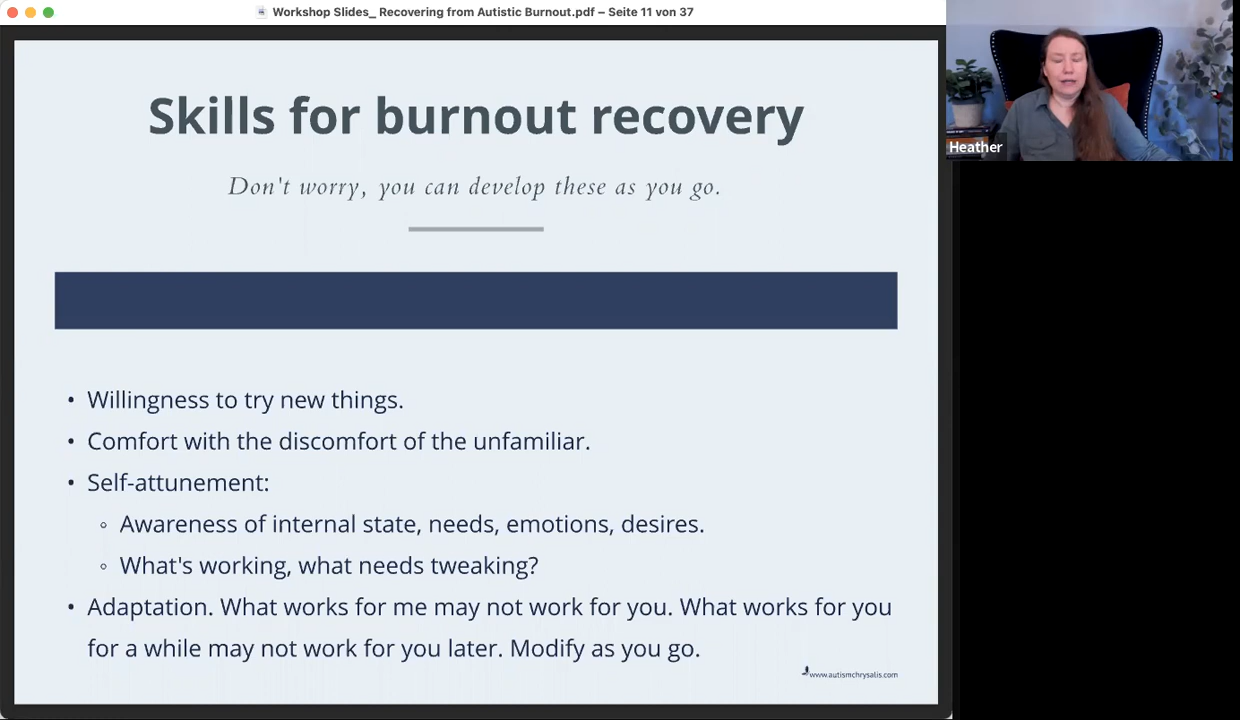 Workshop Slides_ Recovering from Autistic Burnout.pdf – Seite 11 von 37
Skills for burnout recovery
Don't worry, you can develop these as you go.
• Willingness to try new things.
• Comfort with the discomfort of the unfamiliar.
• Self-attunement:
◦ Awareness of internal state, needs, emotions, desires.
◦ What's working, what needs tweaking?
• Adaptation. What works for me may not work for you. What works for you
for a while may not work for you later. Modify as you go.
www.autismchrysalis.com
Heather